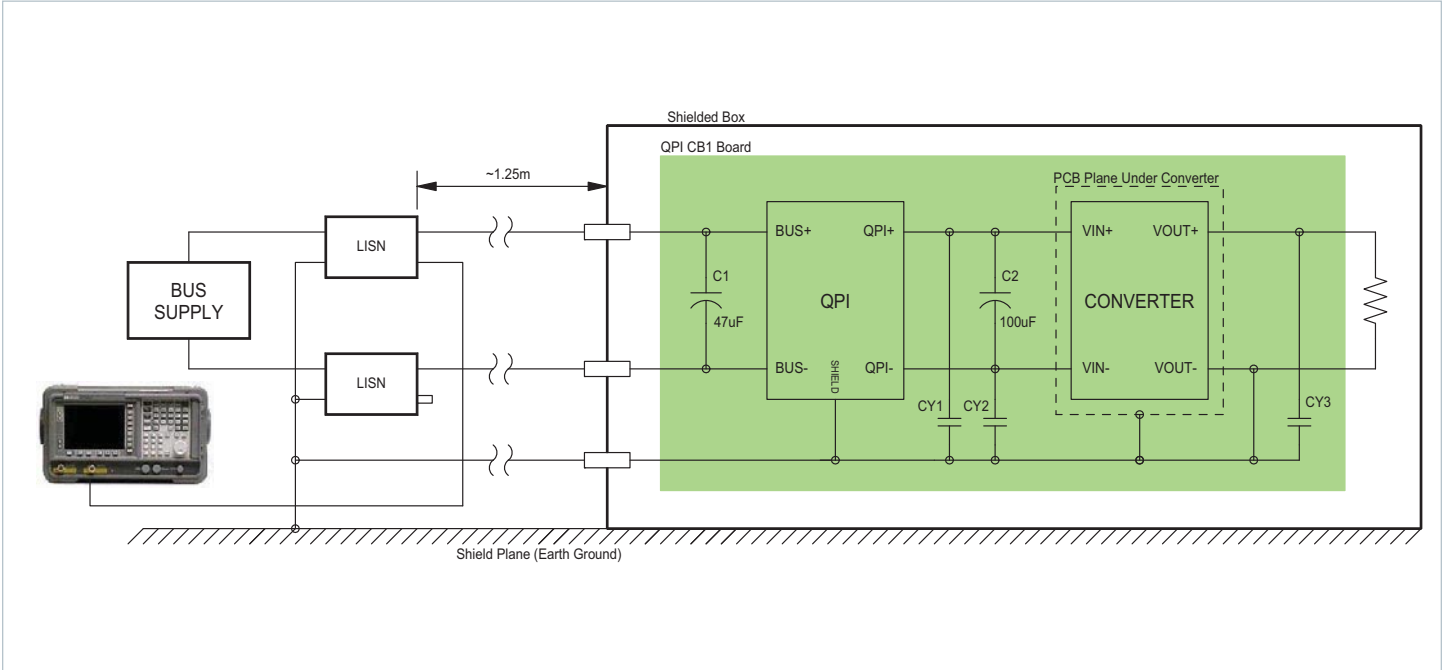 Shielded Box
QPI CB1 Board
~1.25m
PCB Plane Under Converter
LISN
BUS+
QPI+
VIN+
VOUT+
BUS
SUPPLY
C1
47uF
QPI
C2
100uF
CONVERTER
LISN
BUS-
SHIELD
QPI-
VIN-
VOUT-
CY1
CY2
CY3
Shield Plane (Earth Ground)